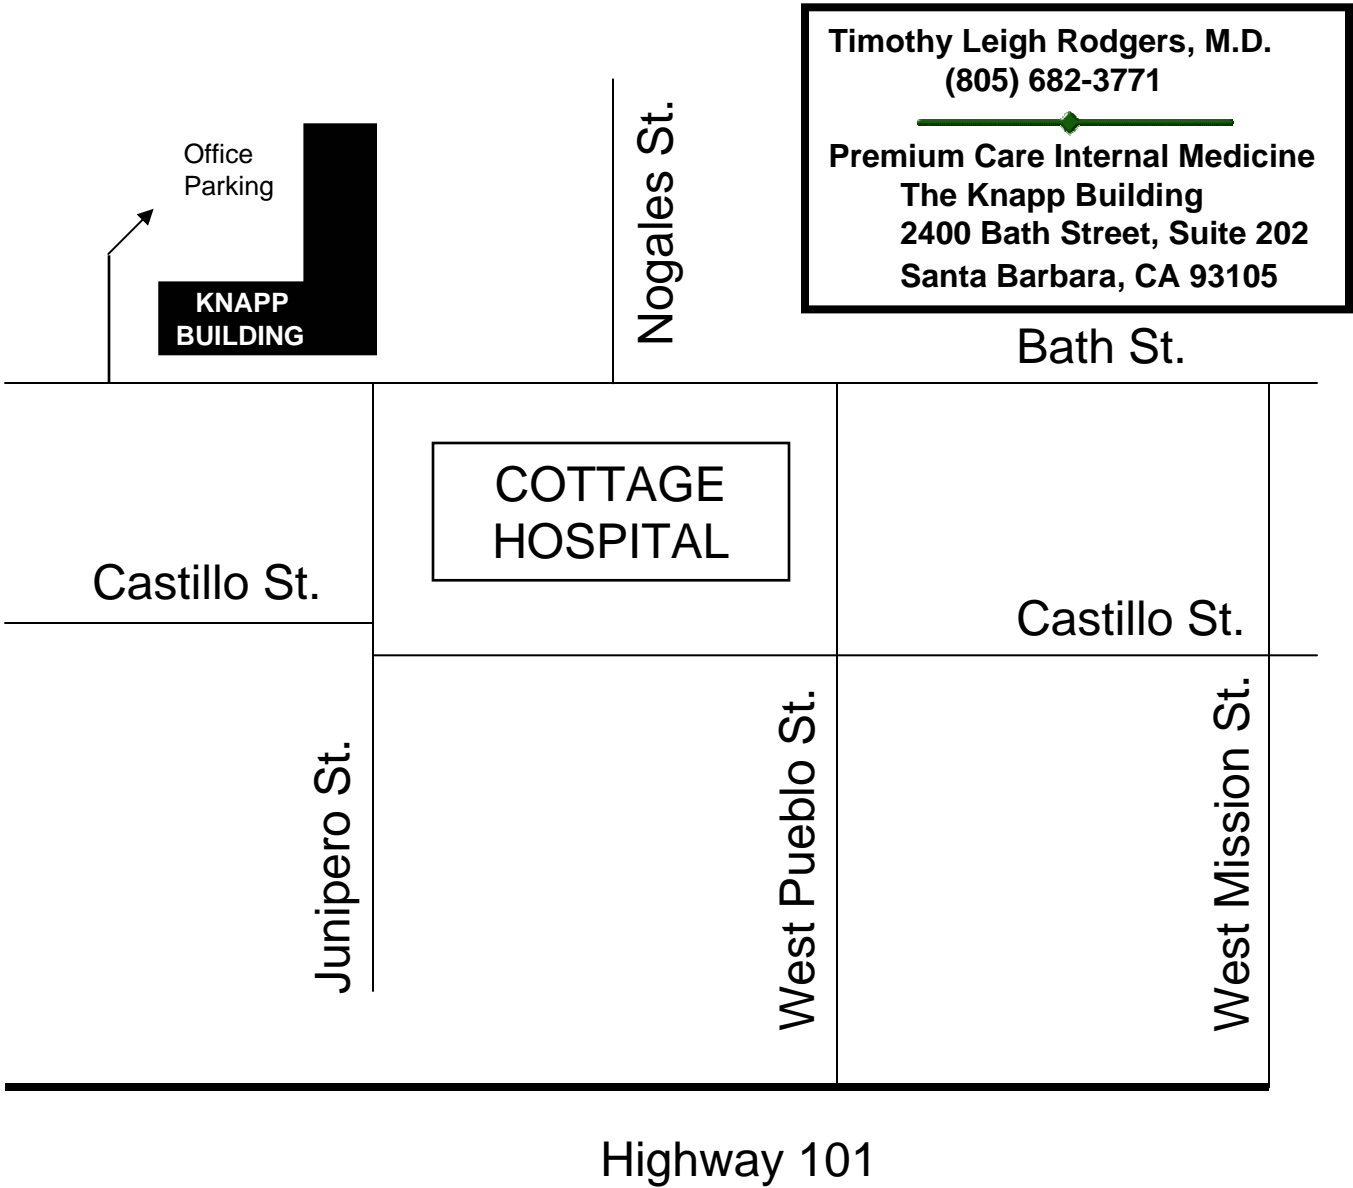 Timothy Leigh Rodgers, M.D.
(805) 682-3771
Premium Care Internal Medicine
The Knapp Building
2400 Bath Street, Suite 202
Santa Barbara, CA 93105
Office
Parking
KNAPP
BUILDING
Nogales St.
Bath St.
COTTAGE
HOSPITAL
Castillo St.
Castillo St.
Junipero St.
West Pueblo St.
West Mission St.
Highway 101